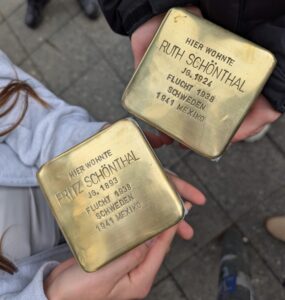 HIER WOHNTE
RUTH SCHÖNTHAL
JG. 1924
FLUCHT 1938
SCHWEDEN
1941 MEXIKO
HIER WOHNTE
FRITZ SCHÖNTHAL
JG. 1893
FLUCHT 1938
SCHWEDEN
1941 MEXIKO